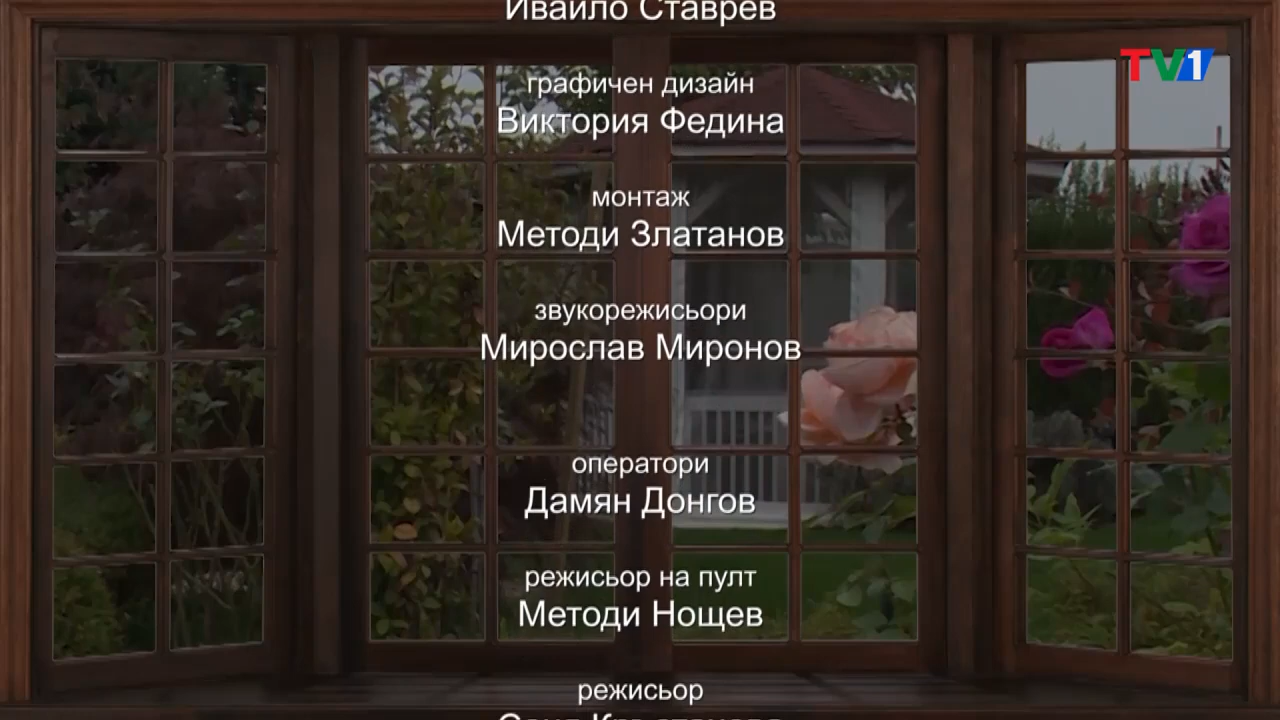 Ивайло Ставрев
TV1
графичен дизайн
Виктория Федина
монтаж
Методи Златанов
звукорежисьори
Мирослав Миронов
оператори
Дамян Донгов
режисьор на пулт
Методи Нощев
режисьор